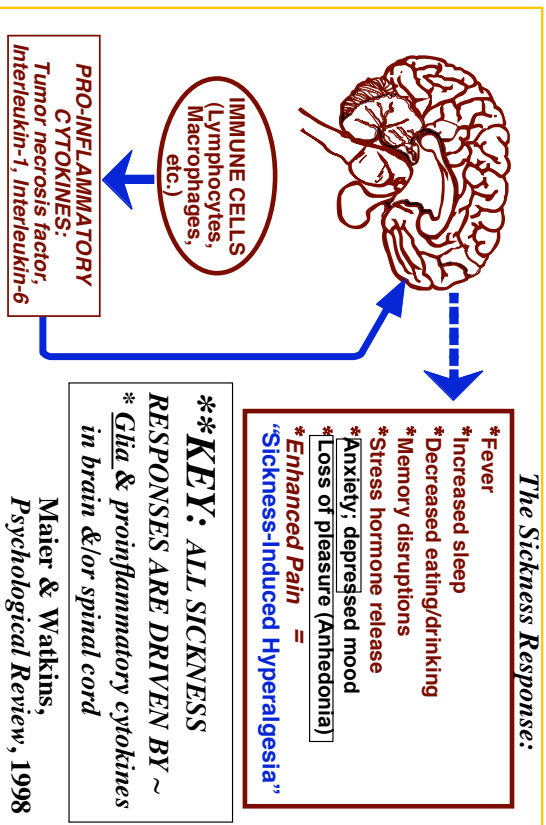 The Sickness Response:
*Fever
*Increased sleep
*Decreased eating/drinking
*Memory disruptions
*Stress hormone release
*Anxiety; depressed mood
*Loss of pleasure (Anhedonia)
*Enhanced Pain =
“Sickness-Induced Hyperalgesia”
IMMUNE CELLS
(Lymphocytes,
Macrophages,
etc.)
PRO-INFLAMMATORY
CYTOKINES:
Tumor necrosis factor,
Interleukin-1, Interleukin-6
**KEY: ALL SICKNESS
RESPONSES ARE DRIVEN BY ~
* Glia & proinflammatory cytokines
in brain &/or spinal cord
Maier & Watkins,
Psychological Review, 1998